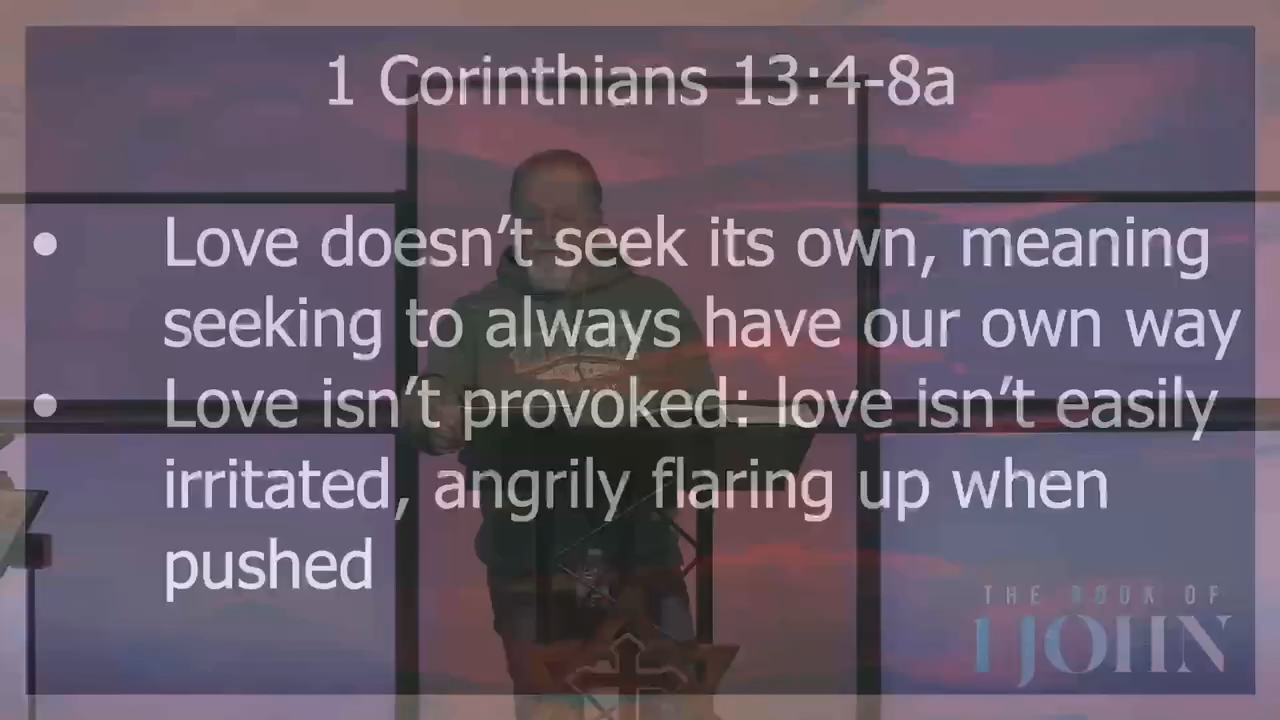 1 Corinthians 13:4-8a
• Love doesn’t seek its own, meaning
seeking to always have our own way
• Love isn’t provoked: love isn’t easily
irritated, angrily flaring up when
pushed
THE BOOK OF
1 JOHN